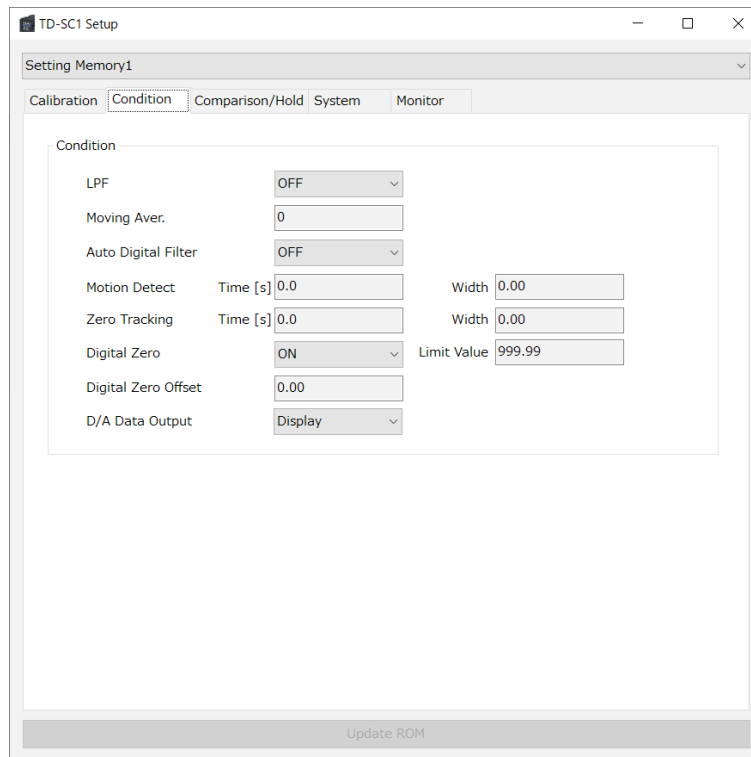 TD-SC1 Setup
Setting Memory1
Calibration Condition Comparison/Hold System Monitor
Condition
LPF OFF
Moving Aver. 0
Auto Digital Filter OFF
Motion Detect Time [s] 0.0 Width 0.00
Zero Tracking Time [s] 0.0 Width 0.00
Digital Zero ON Limit Value 999.99
Digital Zero Offset 0.00
D/A Data Output Display
Update ROM